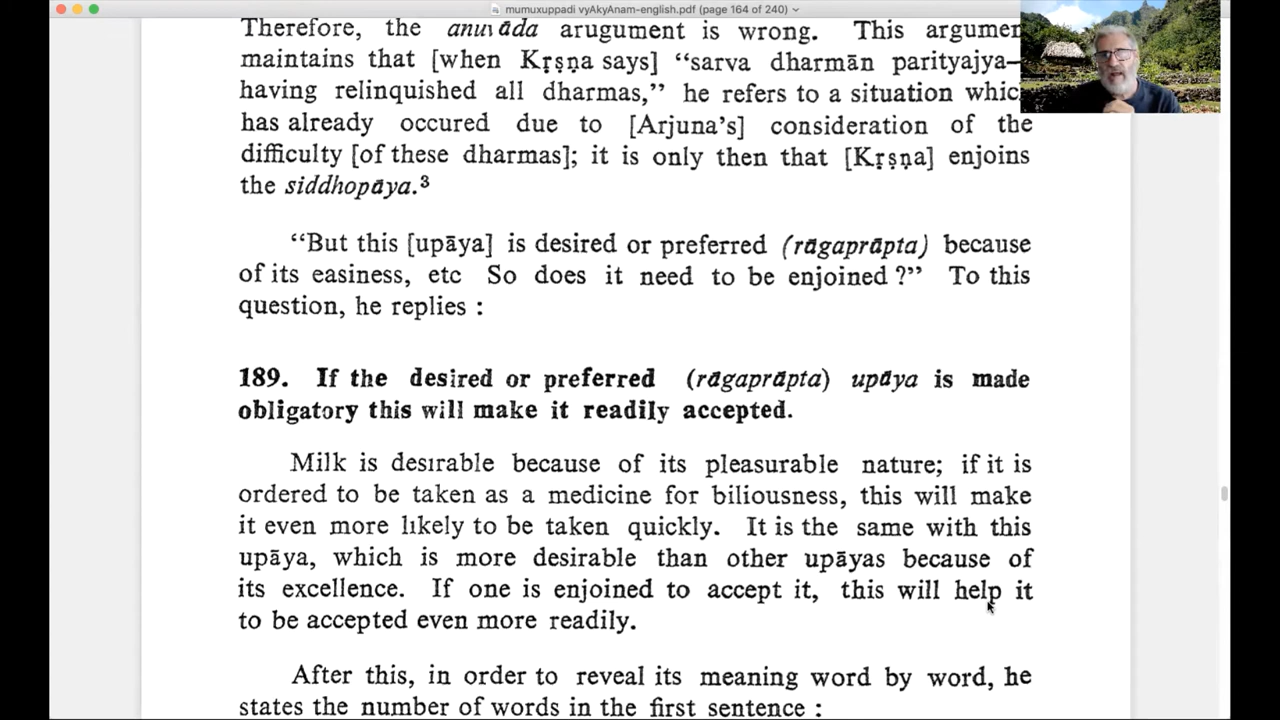 mumuxuppadi vyAkyAnam-english.pdf (page 164 of 240)
Therefore, the anuvāda arugument is wrong. This argumen
maintains that [when Kṛṣṇa says] “sarva dharmān parityajya—
having relinquished all dharmas,” he refers to a situation whic
has already occured due to [Arjuna’s] consideration of the
difficulty [of these dharmas]; it is only then that [Kṛṣṇa] enjoins
the siddhopāya.³
“But this [upāya] is desired or preferred (rāgaprāpta) because
of its easiness, etc So does it need to be enjoined ?” To this
question, he replies :
189. If the desired or preferred (rāgaprāpta) upāya is made
obligatory this will make it readily accepted.
Milk is desırable because of its pleasurable nature; if it is
ordered to be taken as a medicine for biliousness, this will make
it even more lıkely to be taken quickly. It is the same with this
upāya, which is more desirable than other upāyas because of
its excellence. If one is enjoined to accept it, this will help it
to be accepted even more readily.
After this, in order to reveal its meaning word by word, he
states the number of words in the first sentence :